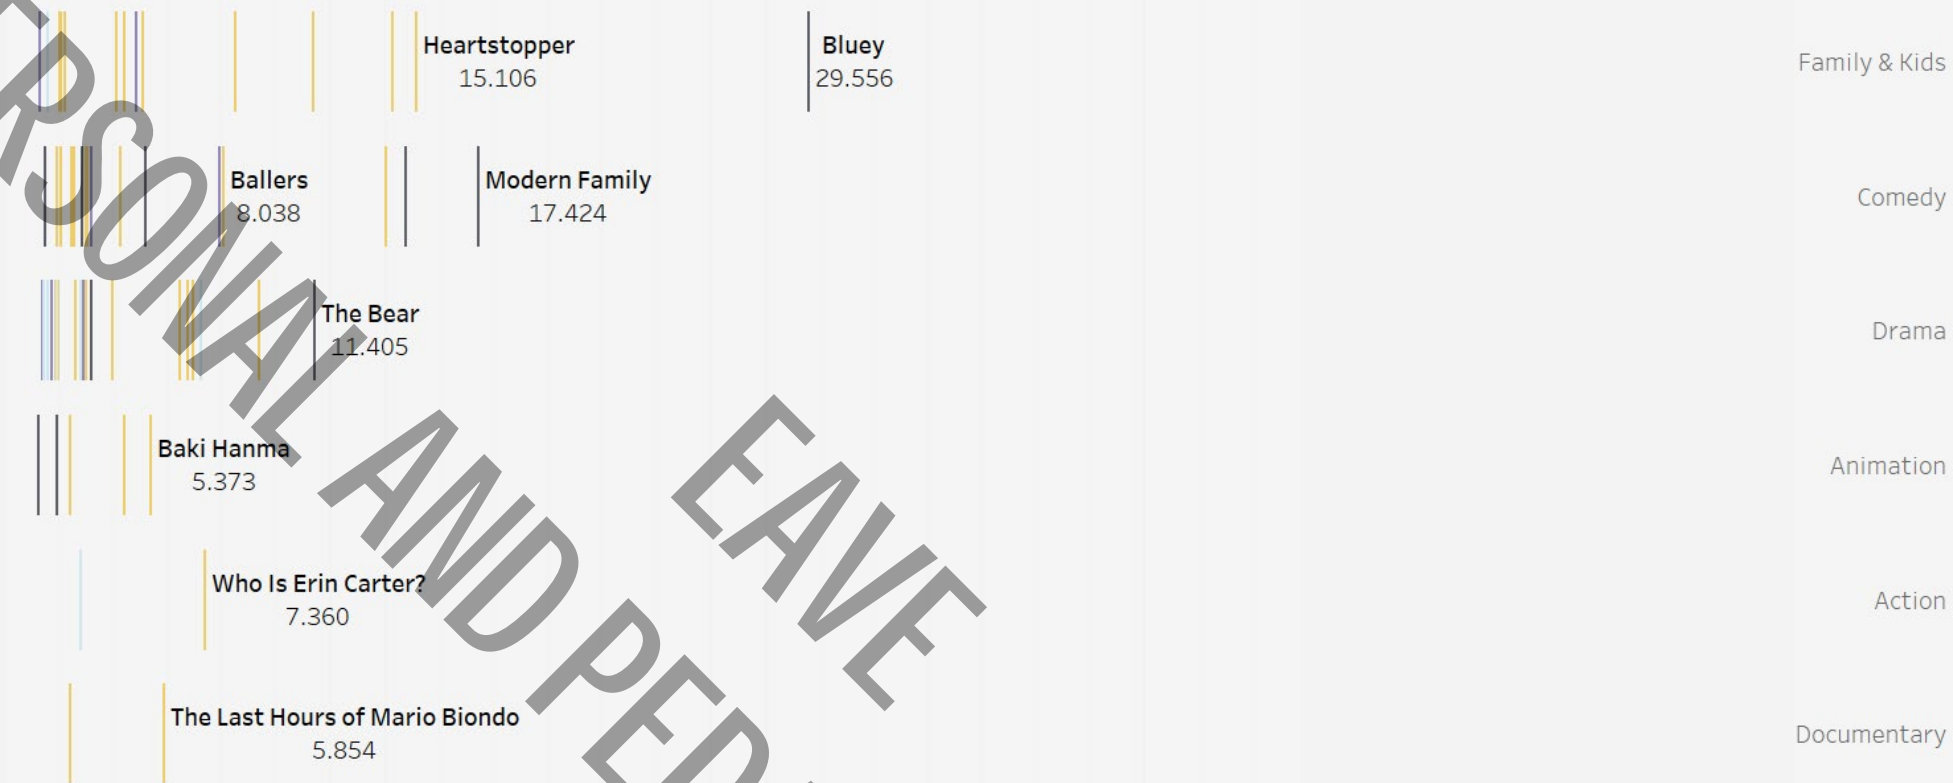 Heartstopper
15.106
Bluey
29.556
Family & Kids
Ballers
8.038
Modern Family
17.424
Comedy
The Bear
11.405
Drama
Baki Hanma
5.373
Animation
Who Is Erin Carter?
7.360
Action
The Last Hours of Mario Biondo
5.854
Documentary
RSONAL AND PED
EAVE